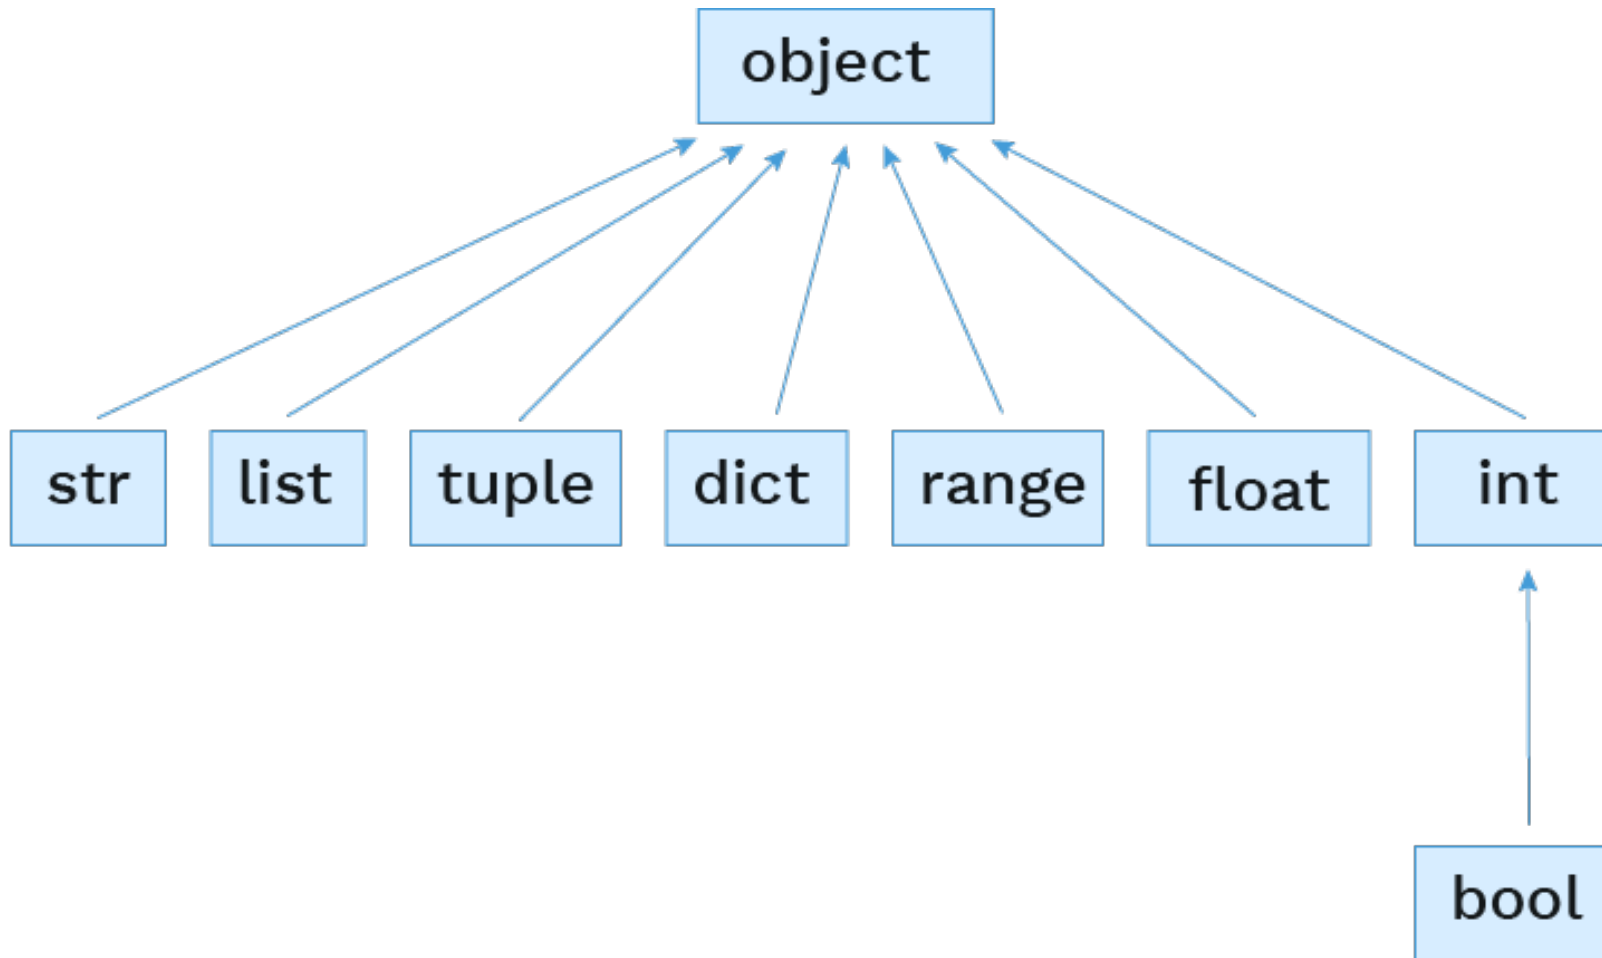 object
str
list
tuple
dict
range
float
int
bool